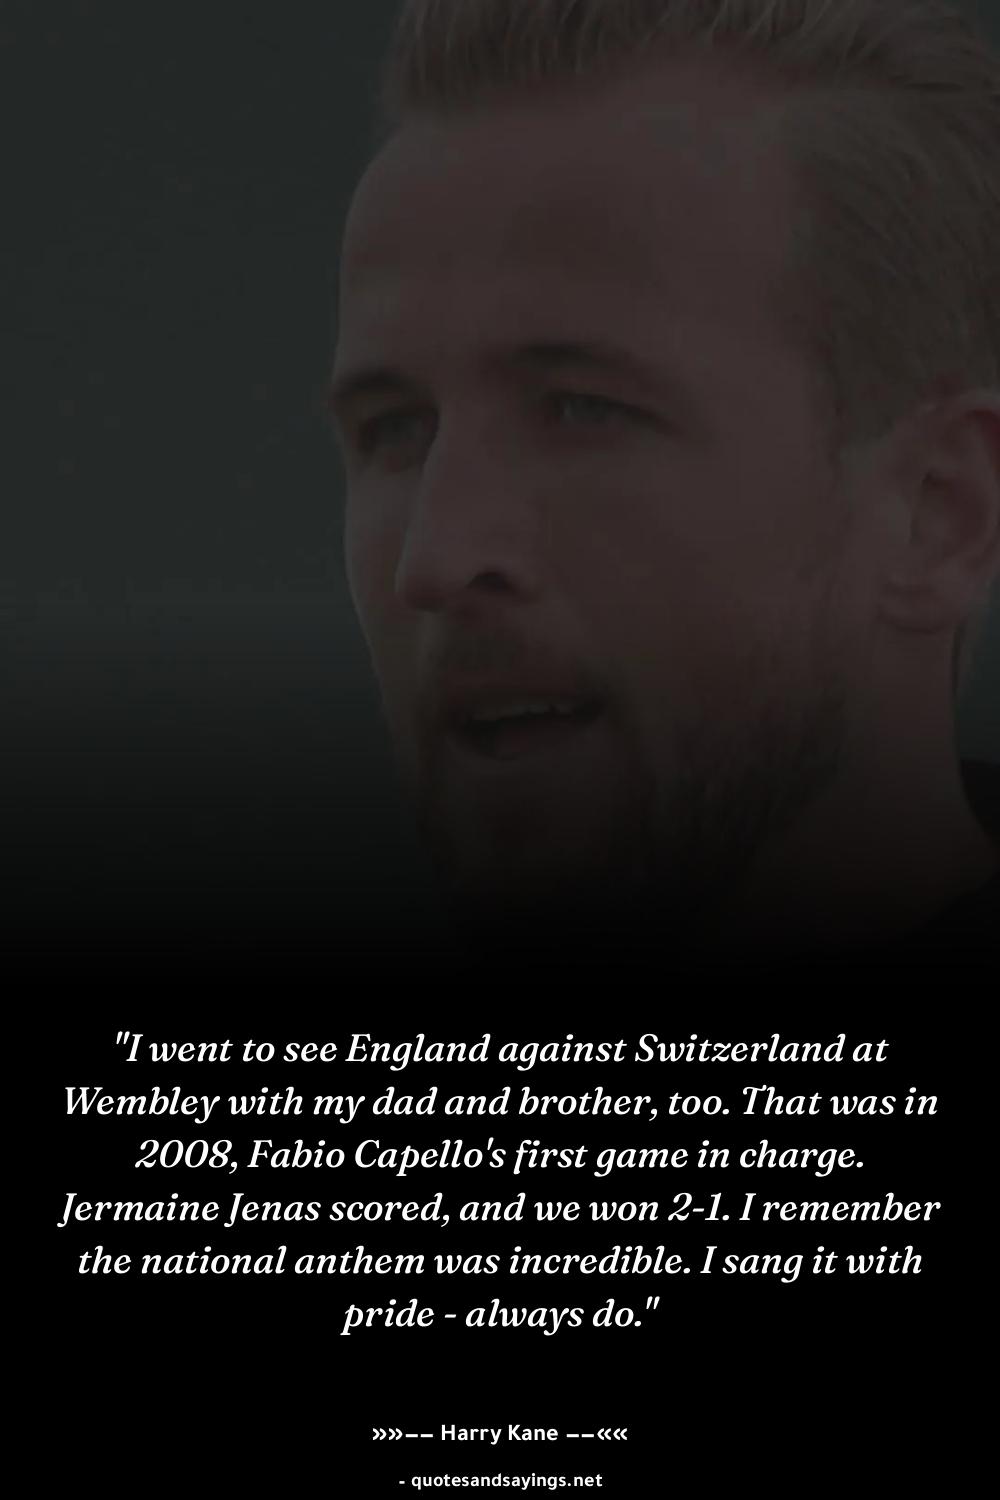 "I went to see England against Switzerland at
Wembley with my dad and brother, too. That was in
2008, Fabio Capello's first game in charge.
Jermaine Jenas scored, and we won 2-1. I remember
the national anthem was incredible. I sang it with
pride - always do."
»»−− Harry Kane −−««
- quotesandsayings.net